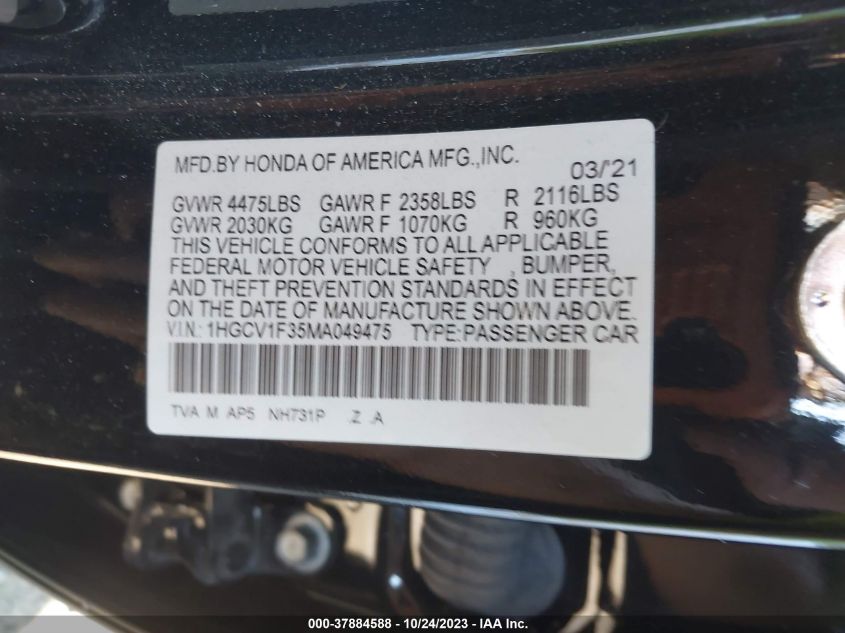 MFD.BY HONDA OF AMERICA MFG.,INC. 03/'21
GVWR 4475LBS GAWR F 2358LBS R 2116LBS
GVWR 2030KG GAWR F 1070KG R 960KG
THIS VEHICLE CONFORMS TO ALL APPLICABLE
FEDERAL MOTOR VEHICLE SAFETY , BUMPER,
AND THEFT PREVENTION STANDARDS IN EFFECT
ON THE DATE OF MANUFACTURE SHOWN ABOVE.
V.I.N.: 1HGCV1F35MA049475 TYPE:PASSENGER CAR
TVA M AP5 NH731P .Z .A
000-37884588 - 10/24/2023 - © IAA Inc.